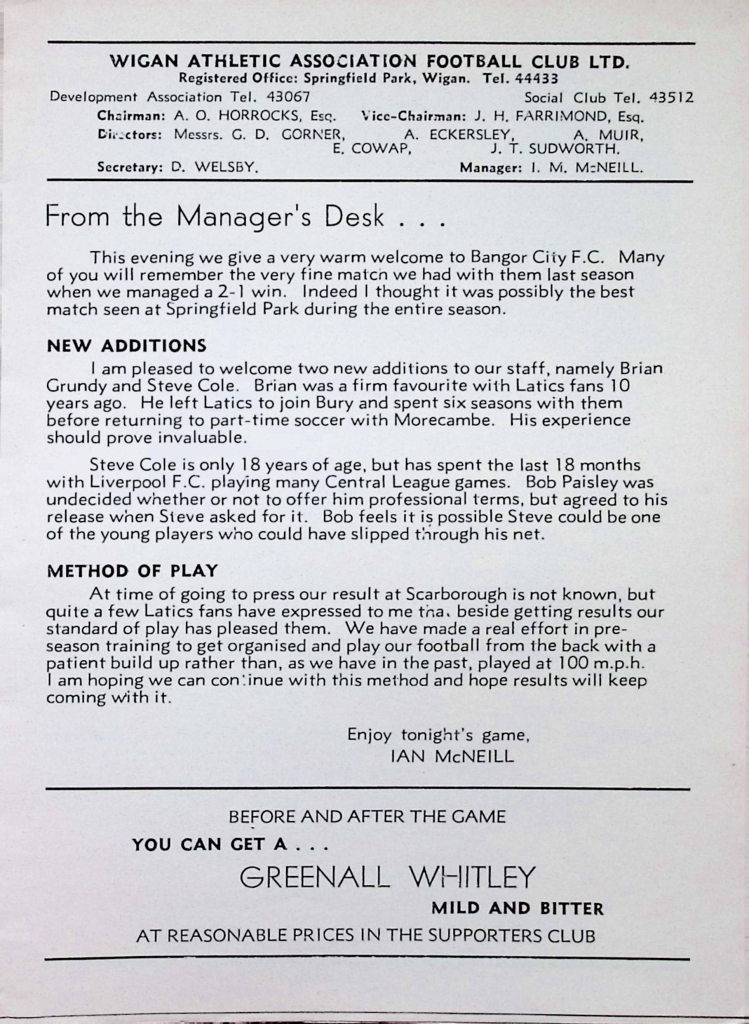 WIGAN ATHLETIC ASSOCIATION FOOTBALL CLUB LTD.
Registered Office: Springfield Park, Wigan. Tel. 44433
Development Association Tel. 43067 Social Club Tel. 43512
Chairman: A. O. HORROCKS, Esq. Vice-Chairman: J. H. FARRIMOND, Esq.
Directors: Messrs. G. D. GORNER, A. ECKERSLEY, A. MUIR,
E. COWAP, J. T. SUDWORTH.
Secretary: D. WELSBY. Manager: I. M. McNEILL.
From the Manager's Desk . . .
This evening we give a very warm welcome to Bangor City F.C. Many
of you will remember the very fine match we had with them last season
when we managed a 2-1 win. Indeed I thought it was possibly the best
match seen at Springfield Park during the entire season.
NEW ADDITIONS
I am pleased to welcome two new additions to our staff, namely Brian
Grundy and Steve Cole. Brian was a firm favourite with Latics fans 10
years ago. He left Latics to join Bury and spent six seasons with them
before returning to part-time soccer with Morecambe. His experience
should prove invaluable.
Steve Cole is only 18 years of age, but has spent the last 18 months
with Liverpool F.C. playing many Central League games. Bob Paisley was
undecided whether or not to offer him professional terms, but agreed to his
release when Steve asked for it. Bob feels it is possible Steve could be one
of the young players who could have slipped through his net.
METHOD OF PLAY
At time of going to press our result at Scarborough is not known, but
quite a few Latics fans have expressed to me that beside getting results our
standard of play has pleased them. We have made a real effort in pre-
season training to get organised and play our football from the back with a
patient build up rather than, as we have in the past, played at 100 m.p.h.
I am hoping we can continue with this method and hope results will keep
coming with it.
Enjoy tonight's game,
IAN McNEILL
BEFORE AND AFTER THE GAME
YOU CAN GET A . . .
GREENALL WHITLEY
MILD AND BITTER
AT REASONABLE PRICES IN THE SUPPORTERS CLUB